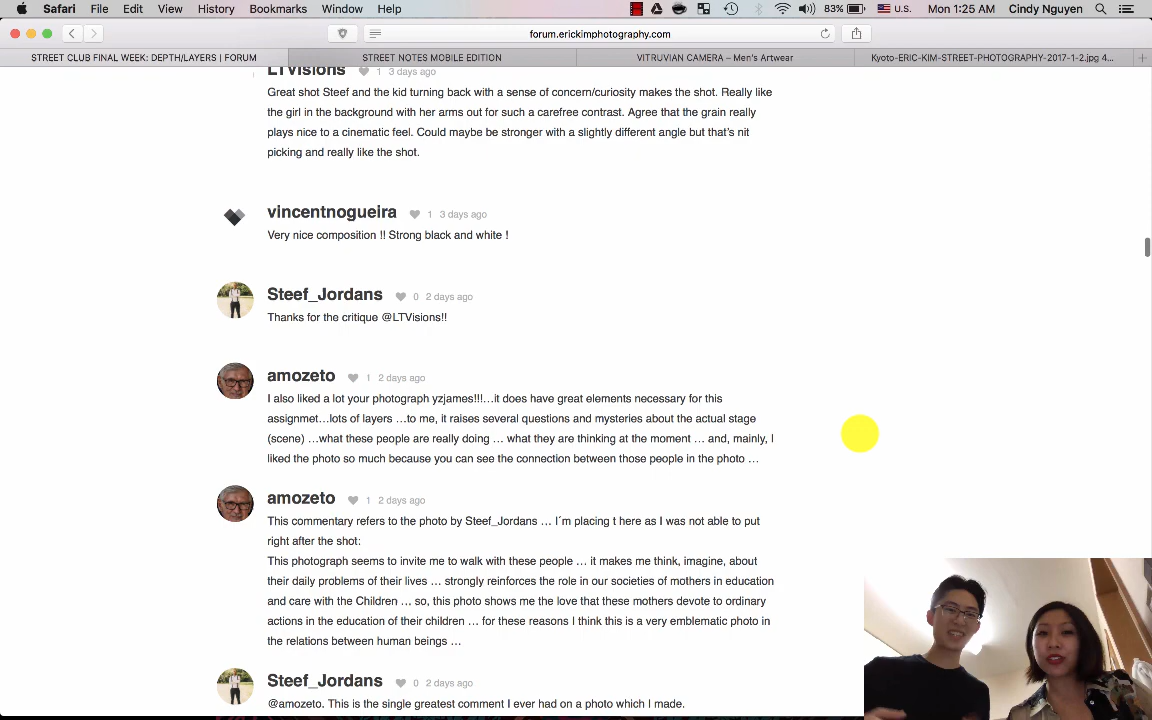 Safari File Edit View History Bookmarks Window Help 83% U.S. Mon 1:25 AM Cindy Nguyen
forum.erickimphotography.com
STREET CLUB FINAL WEEK: DEPTH/LAYERS | FORUM STREET NOTES MOBILE EDITION VITRUVIAN CAMERA – Men's Artwear Kyoto-ERIC-KIM-STREET-PHOTOGRAPHY-2017-1-2.jpg 4...
LTVisions 1 3 days ago
Great shot Steef and the kid turning back with a sense of concern/curiosity makes the shot. Really like
the girl in the background with her arms out for such a carefree contrast. Agree that the grain really
plays nice to a cinematic feel. Could maybe be stronger with a slightly different angle but that's nit
picking and really like the shot.
vincentnogueira 1 3 days ago
Very nice composition !! Strong black and white !
Steef_Jordans 0 2 days ago
Thanks for the critique @LTVisions!!
amozeto 1 2 days ago
I also liked a lot your photograph yzjames!!!…it does have great elements necessary for this
assignmet…lots of layers …to me, it raises several questions and mysteries about the actual stage
(scene) …what these people are really doing … what they are thinking at the moment … and, mainly, I
liked the photo so much because you can see the connection between those people in the photo …
amozeto 1 2 days ago
This commentary refers to the photo by Steef_Jordans … I´m placing t here as I was not able to put
right after the shot:
This photograph seems to invite me to walk with these people … it makes me think, imagine, about
their daily problems of their lives … strongly reinforces the role in our societies of mothers in education
and care with the Children … so, this photo shows me the love that these mothers devote to ordinary
actions in the education of their children … for these reasons I think this is a very emblematic photo in
the relations between human beings …
Steef_Jordans 0 2 days ago
@amozeto. This is the single greatest comment I ever had on a photo which I made.